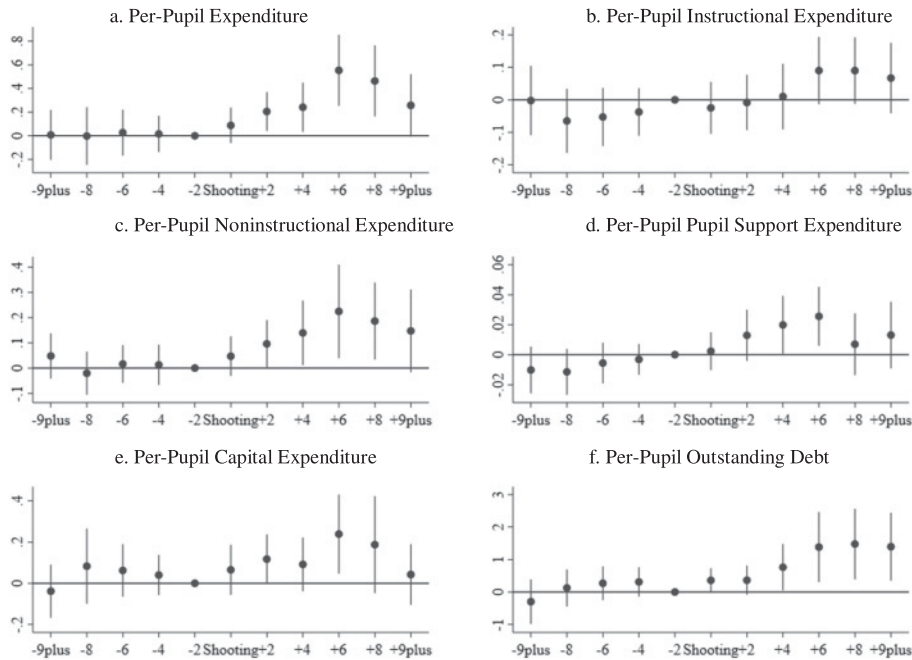 a. Per-Pupil Expenditure
.8
.6
.4
.2
0
-.2
-9plus -8 -6 -4 -2 Shooting +2 +4 +6 +8 +9plus
b. Per-Pupil Instructional Expenditure
.2
.1
0
-.1
-.2
-9plus -8 -6 -4 -2 Shooting +2 +4 +6 +8 +9plus
c. Per-Pupil Noninstructional Expenditure
.4
.3
.2
.1
0
-.1
-9plus -8 -6 -4 -2 Shooting +2 +4 +6 +8 +9plus
d. Per-Pupil Pupil Support Expenditure
.06
.04
.02
0
-.02
-9plus -8 -6 -4 -2 Shooting +2 +4 +6 +8 +9plus
e. Per-Pupil Capital Expenditure
.4
.2
0
-.2
-9plus -8 -6 -4 -2 Shooting +2 +4 +6 +8 +9plus
f. Per-Pupil Outstanding Debt
3
2
1
0
-1
-9plus -8 -6 -4 -2 Shooting +2 +4 +6 +8 +9plus